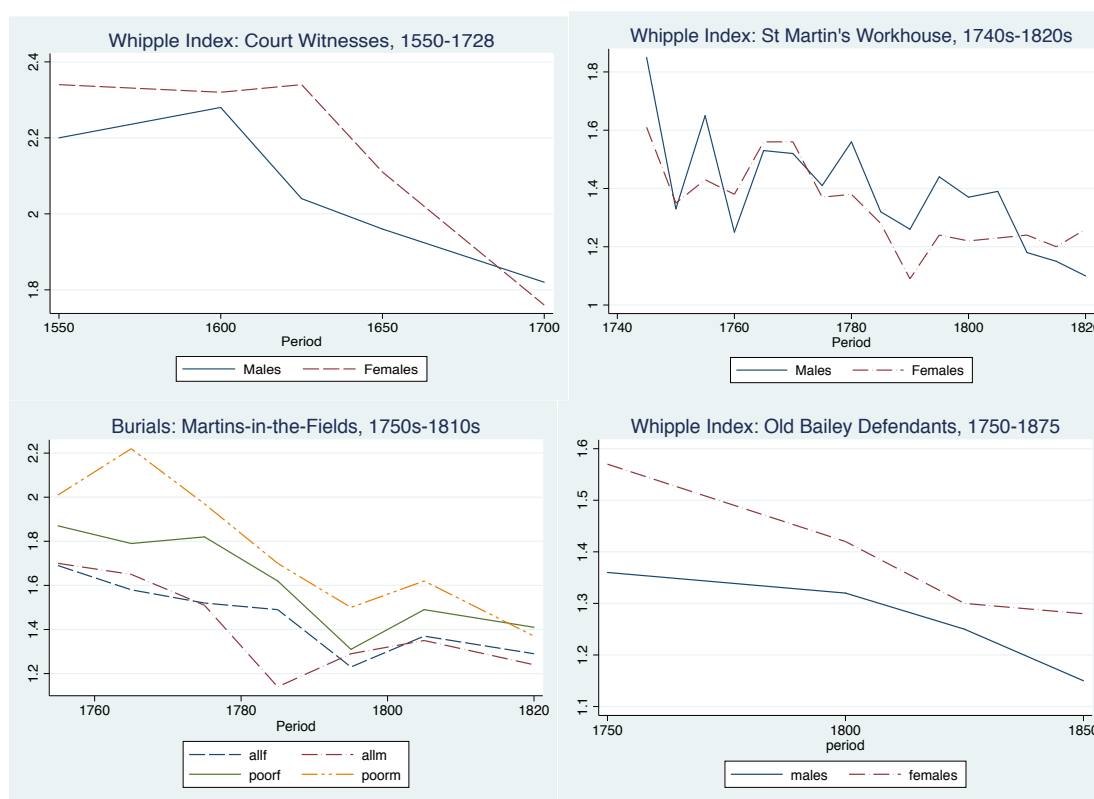 Whipple Index: Court Witnesses, 1550-1728
2.4
2.2
2
1.8
1550 1600 1650 1700
Period
Males Females
Whipple Index: St Martin's Workhouse, 1740s-1820s
1.8
1.6
1.4
1.2
1
1740 1760 1780 1800 1820
Period
Males Females
Burials: Martins-in-the-Fields, 1750s-1810s
2.2
2
1.8
1.6
1.4
1.2
1760 1780 1800 1820
Period
allf allm
poorf poorm
Whipple Index: Old Bailey Defendants, 1750-1875
1.6
1.5
1.4
1.3
1.2
1.1
1750 1800 1850
period
males females